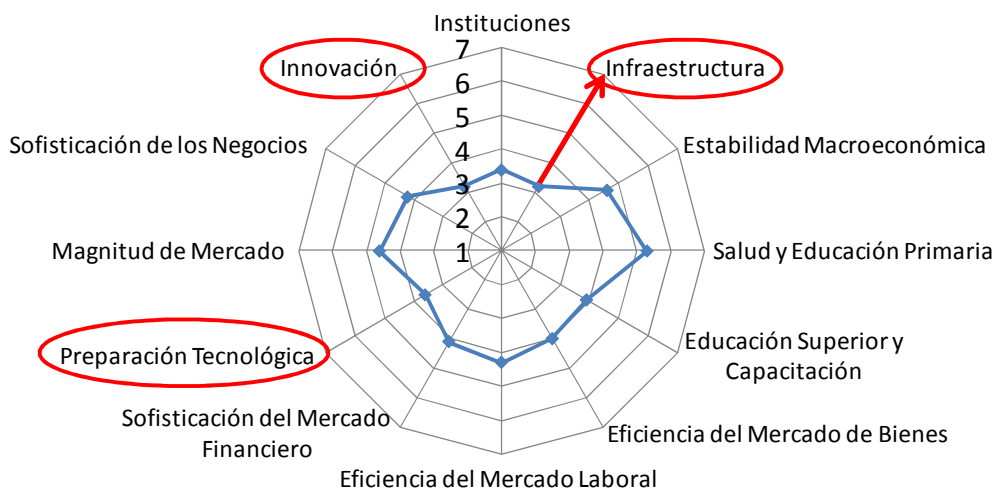 Instituciones
7
Innovación
Infraestructura
6
5
Sofisticación de los Negocios
Estabilidad Macroeconómica
4
3
2
Magnitud de Mercado
1
Salud y Educación Primaria
Preparación Tecnológica
Educación Superior y
Capacitación
Sofisticación del Mercado
Financiero
Eficiencia del Mercado de Bienes
Eficiencia del Mercado Laboral